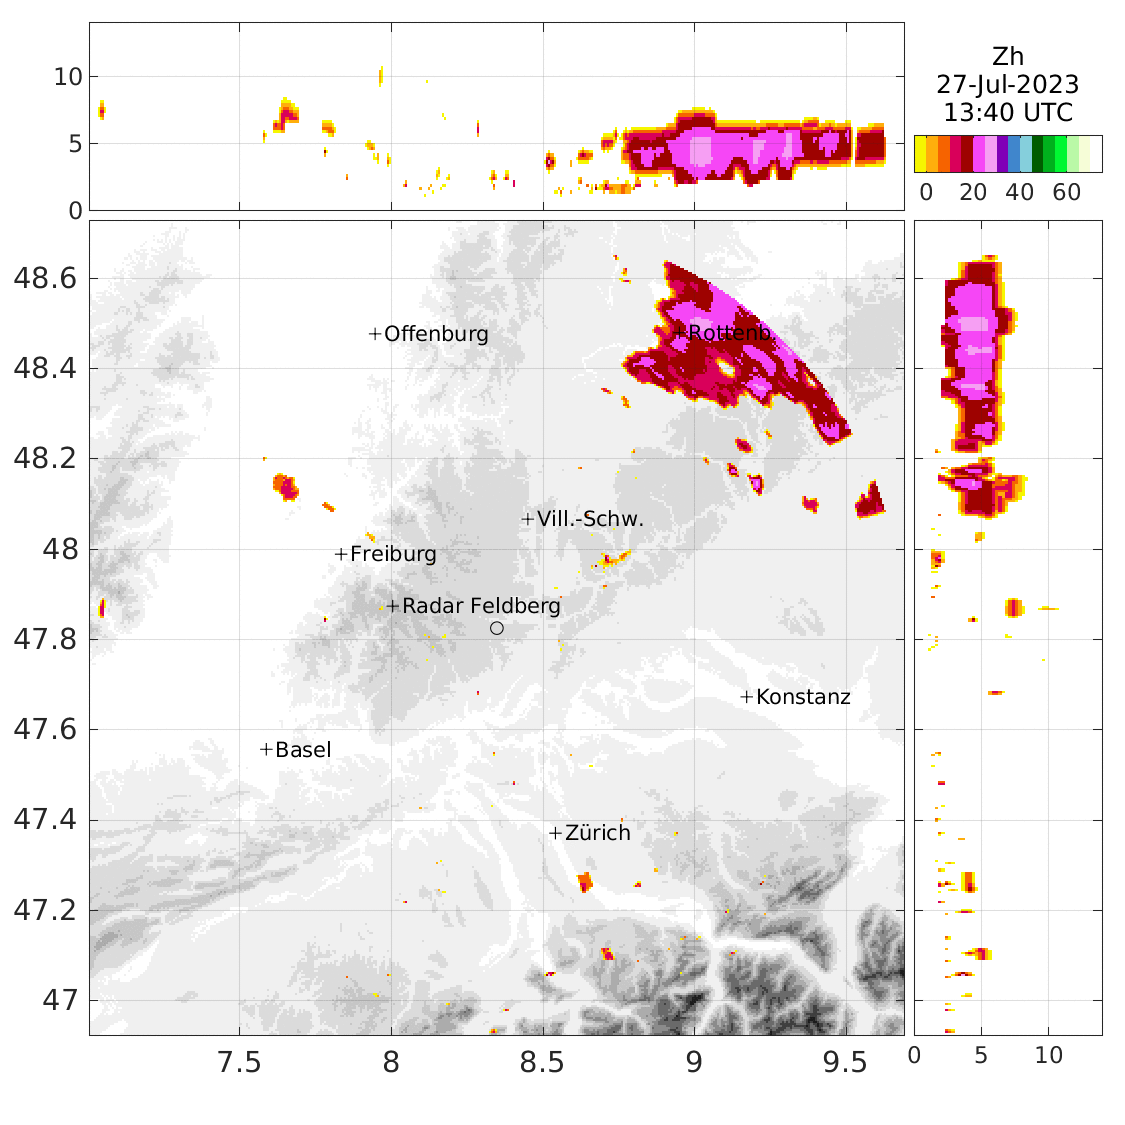 10
5
0
Zh
27-Jul-2023
13:40 UTC
0 20 40 60
48.6
48.4
48.2
48
47.8
47.6
47.4
47.2
47
+Offenburg
+Rottenb.
+Vill.-Schw.
+Freiburg
+Radar Feldberg
+Konstanz
+Basel
+Zürich
7.5 8 8.5 9 9.5
0 5 10